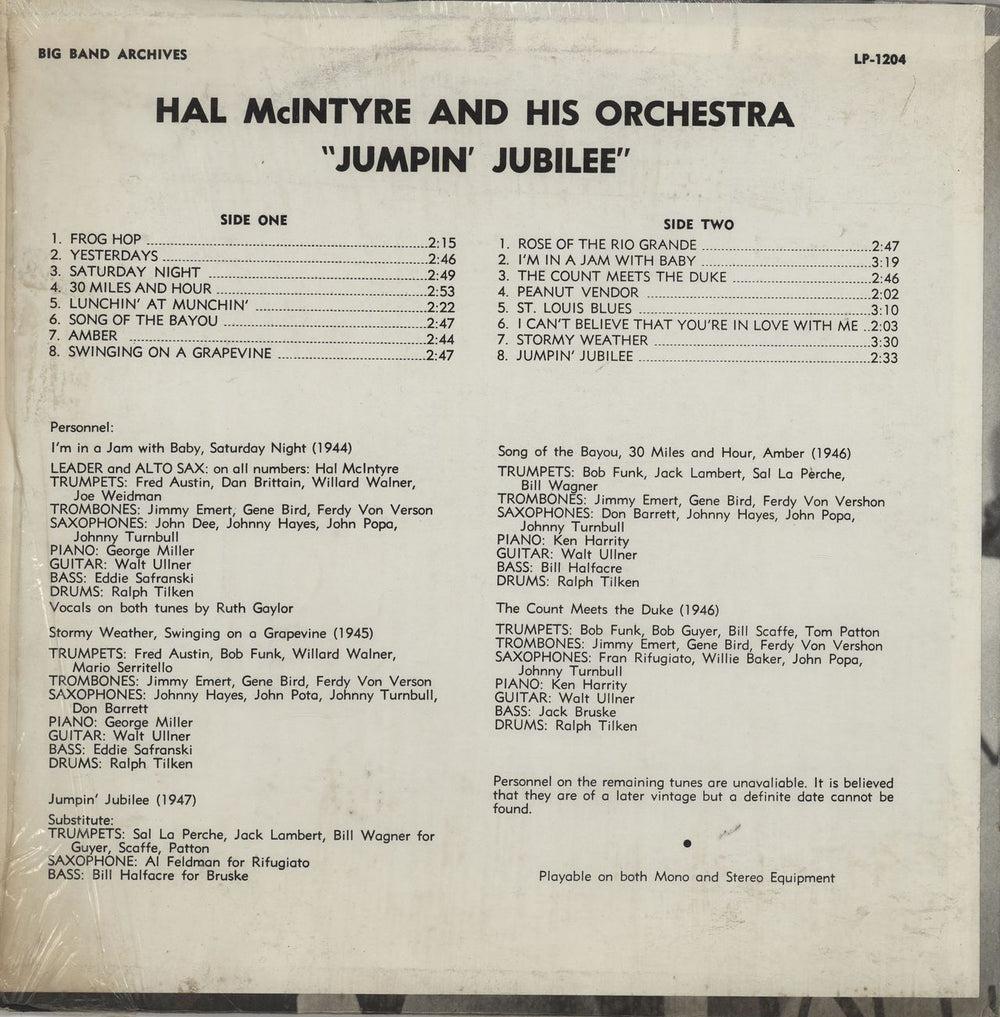 BIG BAND ARCHIVES
LP-1204
HAL McINTYRE AND HIS ORCHESTRA
"JUMPIN' JUBILEE"
SIDE ONE
1. FROG HOP ........ 2:15
2. YESTERDAYS ........ 2:46
3. SATURDAY NIGHT ........ 2:49
4. 30 MILES AND HOUR ........ 2:53
5. LUNCHIN' AT MUNCHIN' ........ 2:22
6. SONG OF THE BAYOU ........ 2:47
7. AMBER ........ 2:44
8. SWINGING ON A GRAPEVINE ........ 2:47
SIDE TWO
1. ROSE OF THE RIO GRANDE ........ 2:47
2. I'M IN A JAM WITH BABY ........ 3:19
3. THE COUNT MEETS THE DUKE ........ 2:46
4. PEANUT VENDOR ........ 2:02
5. ST. LOUIS BLUES ........ 3:10
6. I CAN'T BELIEVE THAT YOU'RE IN LOVE WITH ME ..2:03
7. STORMY WEATHER ........ 3:30
8. JUMPIN' JUBILEE ........ 2:33
Personnel:
I'm in a Jam with Baby, Saturday Night (1944)
LEADER and ALTO SAX: on all numbers: Hal McIntyre
TRUMPETS: Fred Austin, Dan Brittain, Willard Walner,
Joe Weidman
TROMBONES: Jimmy Emert, Gene Bird, Ferdy Von Verson
SAXOPHONES: John Dee, Johnny Hayes, John Popa,
Johnny Turnbull
PIANO: George Miller
GUITAR: Walt Ullner
BASS: Eddie Safranski
DRUMS: Ralph Tilken
Vocals on both tunes by Ruth Gaylor
Stormy Weather, Swinging on a Grapevine (1945)
TRUMPETS: Fred Austin, Bob Funk, Willard Walner,
Mario Serritello
TROMBONES: Jimmy Emert, Gene Bird, Ferdy Von Verson
SAXOPHONES: Johnny Hayes, John Pota, Johnny Turnbull,
Don Barrett
PIANO: George Miller
GUITAR: Walt Ullner
BASS: Eddie Safranski
DRUMS: Ralph Tilken
Jumpin' Jubilee (1947)
Substitute:
TRUMPETS: Sal La Perche, Jack Lambert, Bill Wagner for
Guyer, Scaffe, Patton
SAXOPHONE: Al Feldman for Rifugiato
BASS: Bill Halfacre for Bruske
Song of the Bayou, 30 Miles and Hour, Amber (1946)
TRUMPETS: Bob Funk, Jack Lambert, Sal La Perche,
Bill Wagner
TROMBONES: Jimmy Emert, Gene Bird, Ferdy Von Vershon
SAXOPHONES: Don Barrett, Johnny Hayes, John Popa,
Johnny Turnbull
PIANO: Ken Harrity
GUITAR: Walt Ullner
BASS: Bill Halfacre
DRUMS: Ralph Tilken
The Count Meets the Duke (1946)
TRUMPETS: Bob Funk, Bob Guyer, Bill Scaffe, Tom Patton
TROMBONES: Jimmy Emert, Gene Bird, Ferdy Von Vershon
SAXOPHONES: Fran Rifugiato, Willie Baker, John Popa,
Johnny Turnbull
PIANO: Ken Harrity
GUITAR: Walt Ullner
BASS: Jack Bruske
DRUMS: Ralph Tilken
Personnel on the remaining tunes are unavaliable. It is believed
that they are of a later vintage but a definite date cannot be
found.
Playable on both Mono and Stereo Equipment